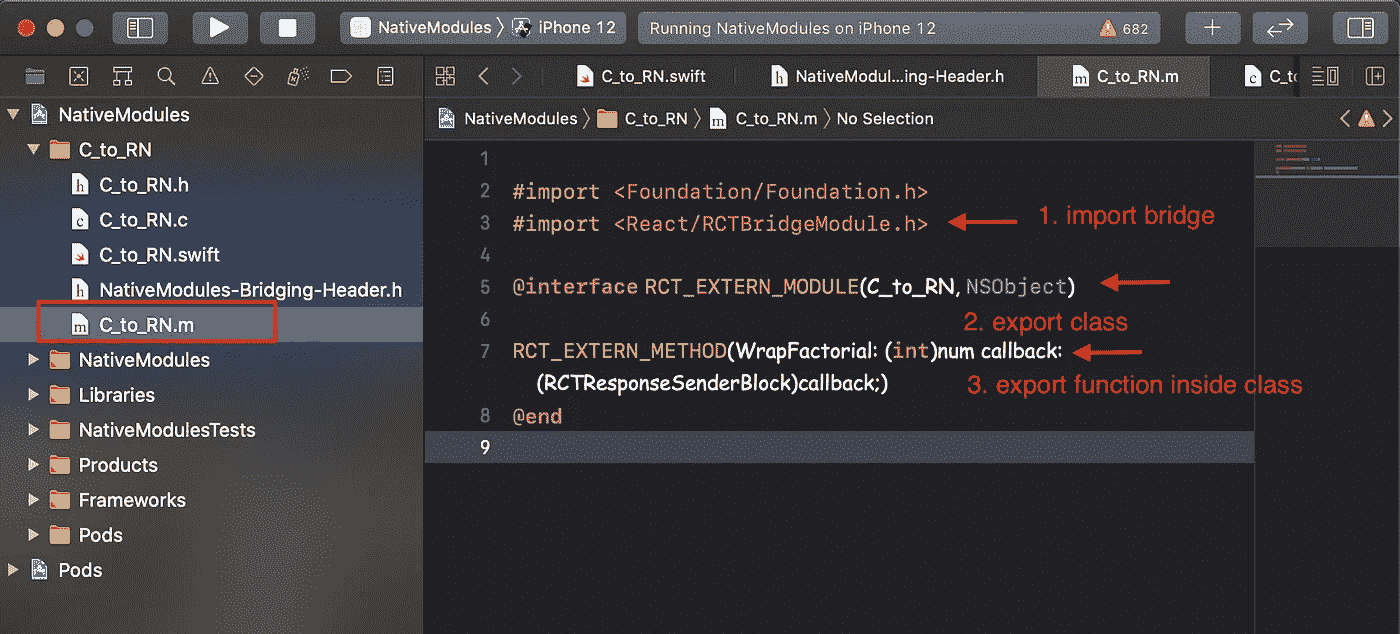 NativeModules 〉 iPhone 12
Running NativeModules on iPhone 12
682
C_to_RN.swift
NativeModul...ing-Header.h
C_to_RN.m
C_tc
NativeModules 〉 C_to_RN 〉 C_to_RN.m 〉 No Selection
NativeModules
C_to_RN
C_to_RN.h
C_to_RN.c
C_to_RN.swift
NativeModules-Bridging-Header.h
C_to_RN.m
NativeModules
Libraries
NativeModulesTests
Products
Frameworks
Pods
Pods
1
2 #import <Foundation/Foundation.h>
3 #import <React/RCTBridgeModule.h>
1. import bridge
4
5 @interface RCT_EXTERN_MODULE(C_to_RN, NSObject)
6
2. export class
7 RCT_EXTERN_METHOD(WrapFactorial: (int)num callback:
(RCTResponseSenderBlock)callback;)
3. export function inside class
8 @end
9